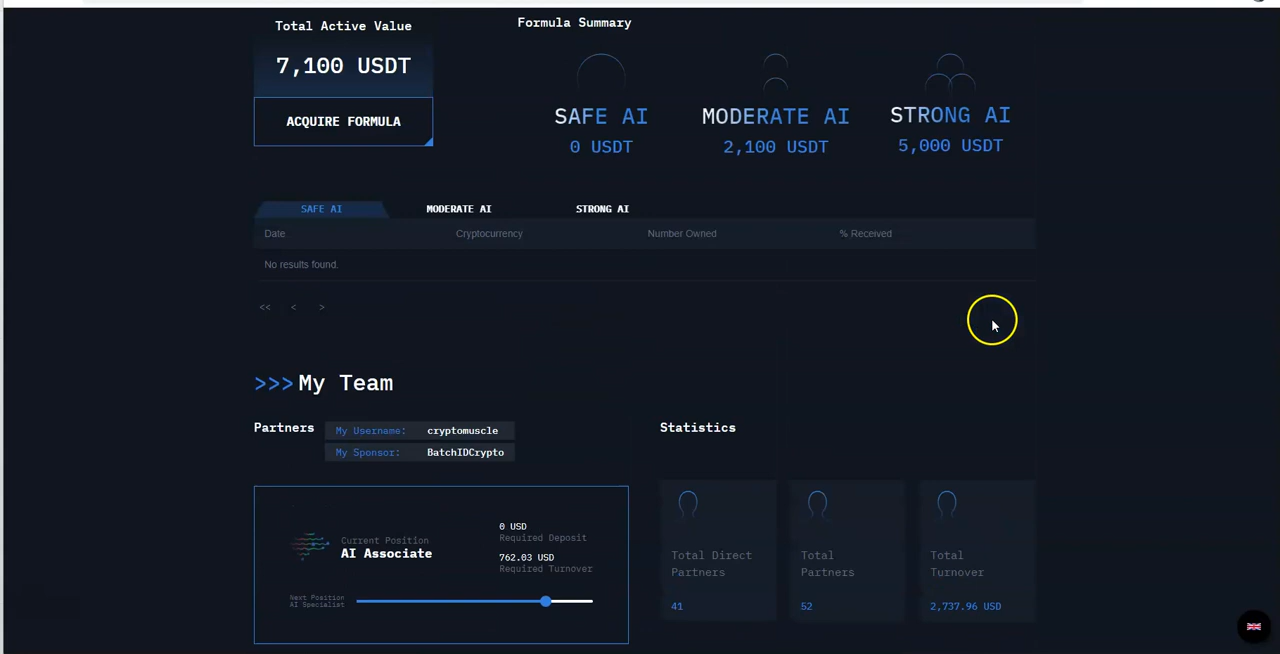 Total Active Value
7,100 USDT
ACQUIRE FORMULA
Formula Summary
SAFE AI
0 USDT
MODERATE AI
2,100 USDT
STRONG AI
5,000 USDT
SAFE AI MODERATE AI STRONG AI
Date Cryptocurrency Number Owned % Received
No results found.
<< < >
>>> My Team
Partners
My Username: cryptomuscle
My Sponsor: BatchIDCrypto
Current Position
AI Associate
0 USD
Required Deposit
762.03 USD
Required Turnover
Next Position
AI Specialist
Statistics
Total Direct
Partners
41
Total
Partners
52
Total
Turnover
2,737.96 USD